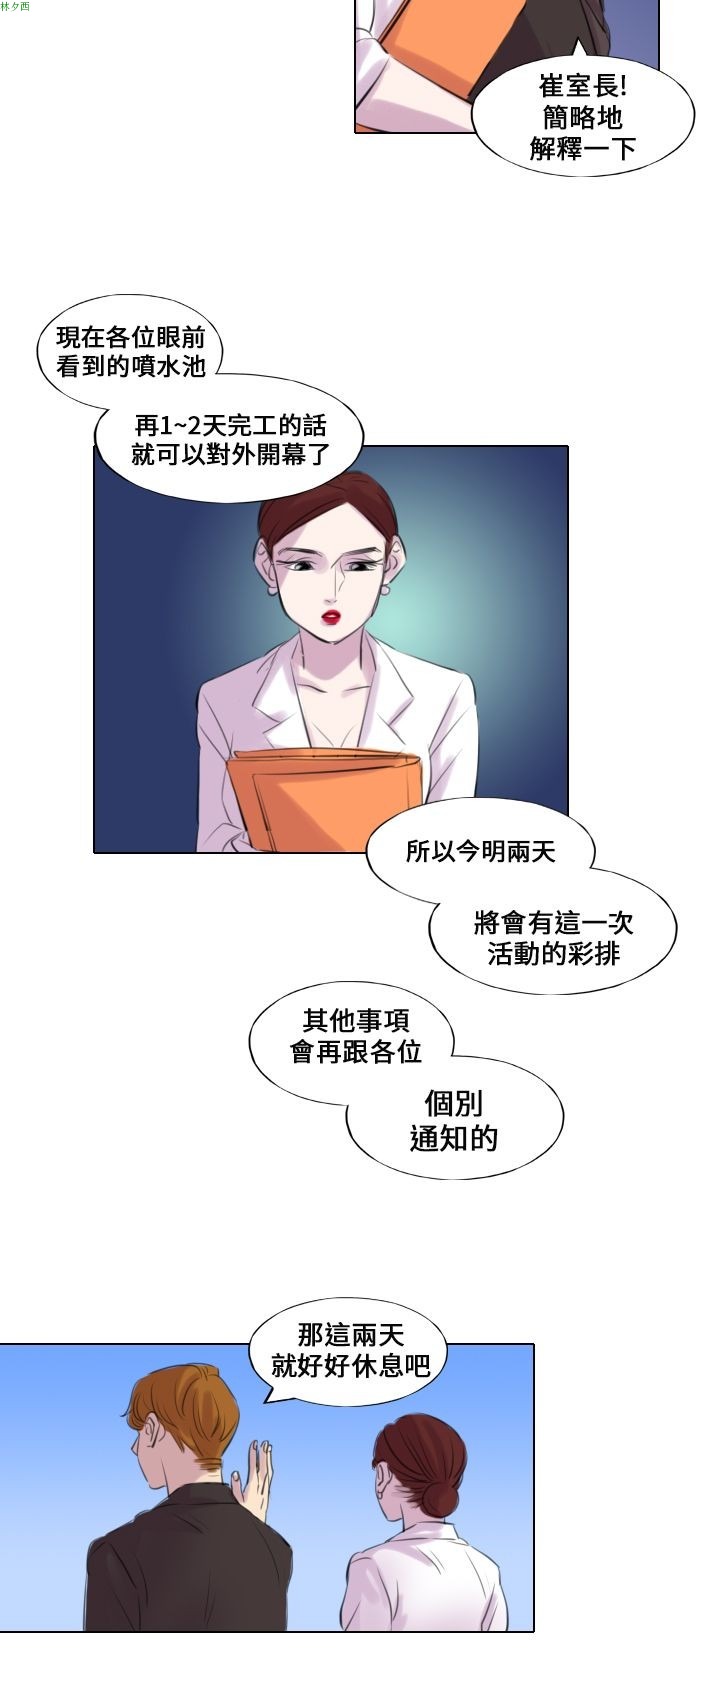 林夕西
崔室長!
簡略地
解釋一下
現在各位眼前
看到的噴水池
再1~2天完工的話
就可以對外開幕了
所以今明兩天
將會有這一次
活動的彩排
其他事項
會再跟各位
個別
通知的
那這兩天
就好好休息吧